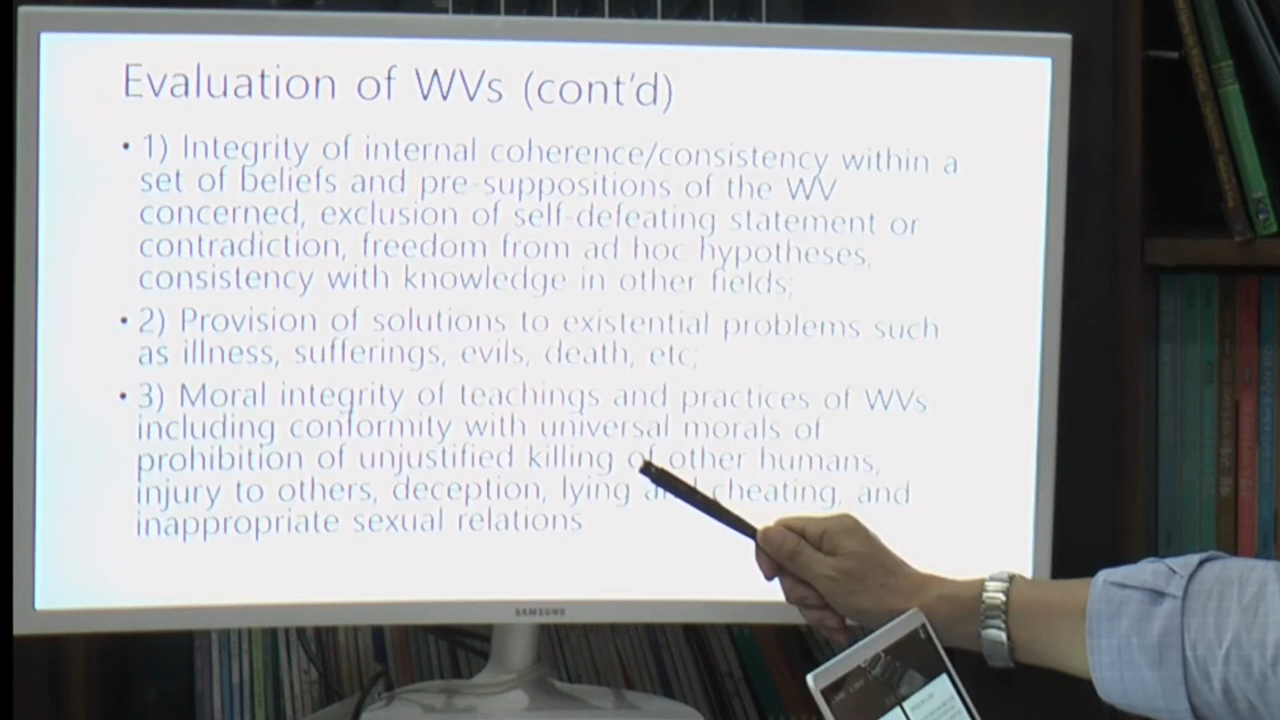 Evaluation of WVs (cont'd)
• 1) Integrity of internal coherence/consistency within a
set of beliefs and pre-suppositions of the WV
concerned, exclusion of self-defeating statement or
contradiction, freedom from ad hoc hypotheses,
consistency with knowledge in other fields;
• 2) Provision of solutions to existential problems such
as illness, sufferings, evils, death, etc;
• 3) Moral integrity of teachings and practices of WVs
including conformity with universal morals of
prohibition of unjustified killing of other humans,
injury to others, deception, lying and cheating, and
inappropriate sexual relations
SAMSUNG